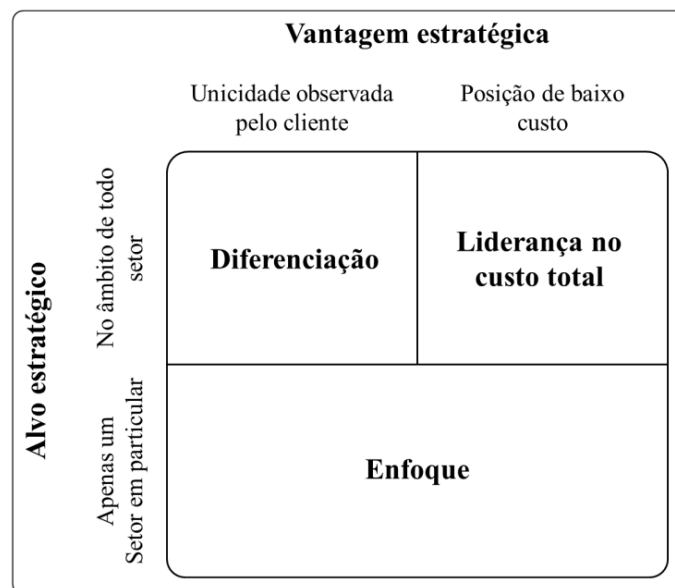 Vantagem estratégica
Unicidade observada
pelo cliente
Posição de baixo
custo
Alvo estratégico
No âmbito de todo
setor
Diferenciação
Liderança no
custo total
Apenas um
Setor em particular
Enfoque